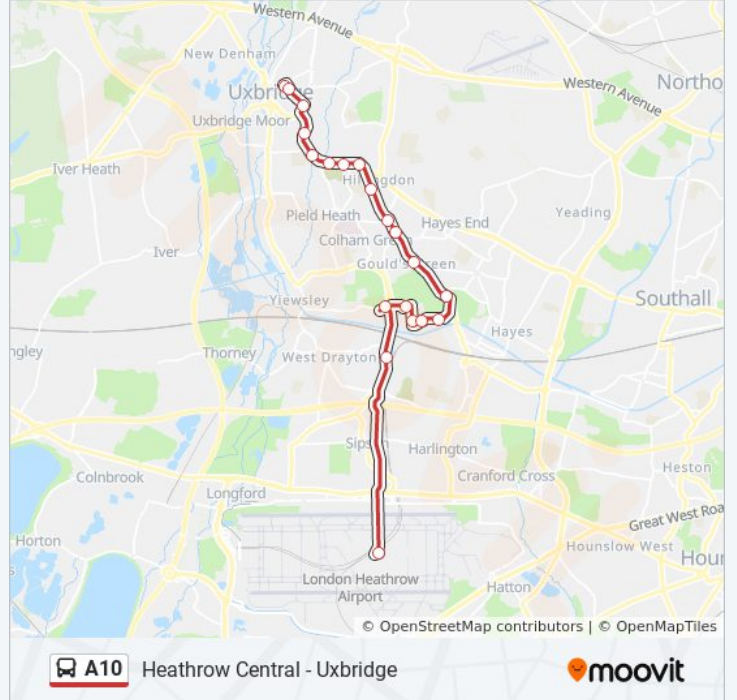 Western Avenue
New Denham
Uxbridge
Western Avenue
Northo
Uxbridge Moor
Iver Heath
Hillingdon
Yeading
Pield Heath
Hayes End
Colham Green
Iver
Gould's Green
Yiewsley
Southall
Hayes
ngley
Thorney
West Drayton
Sipson
Harlington
Heston
Colnbrook
Cranford Cross
Longford
Great West Roa
Horton
Hounslow West
Hour
London Heathrow
Airport
Hatton
© OpenStreetMap contributors | © OpenMapTiles
A10 Heathrow Central - Uxbridge
moovit